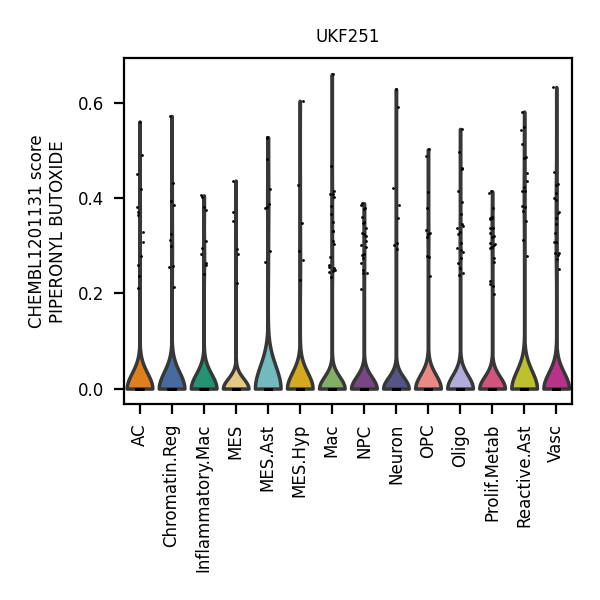 UKF251
CHEMBL1201131 score
PIPERONYL BUTOXIDE
0.6
0.4
0.2
0.0
AC
Chromatin.Reg
Inflammatory.Mac
MES
MES.Ast
MES.Hyp
Mac
NPC
Neuron
OPC
Oligo
Prolif.Metab
Reactive.Ast
Vasc